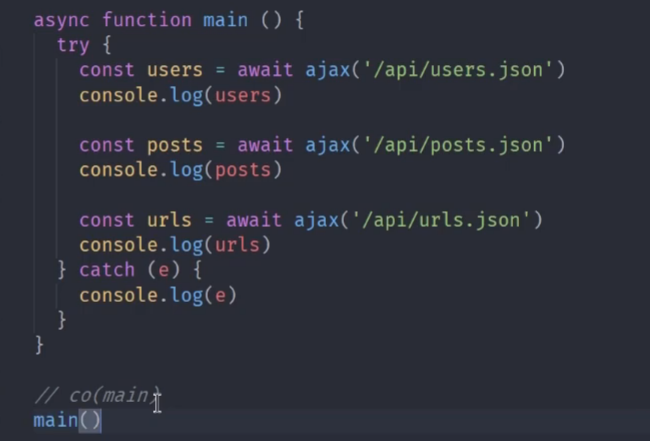 async function main () {
try {
const users = await ajax('/api/users.json')
console.log(users)
const posts = await ajax('/api/posts.json')
console.log(posts)
const urls = await ajax('/api/urls.json')
console.log(urls)
} catch (e) {
console.log(e)
}
}
// co(main)
main()